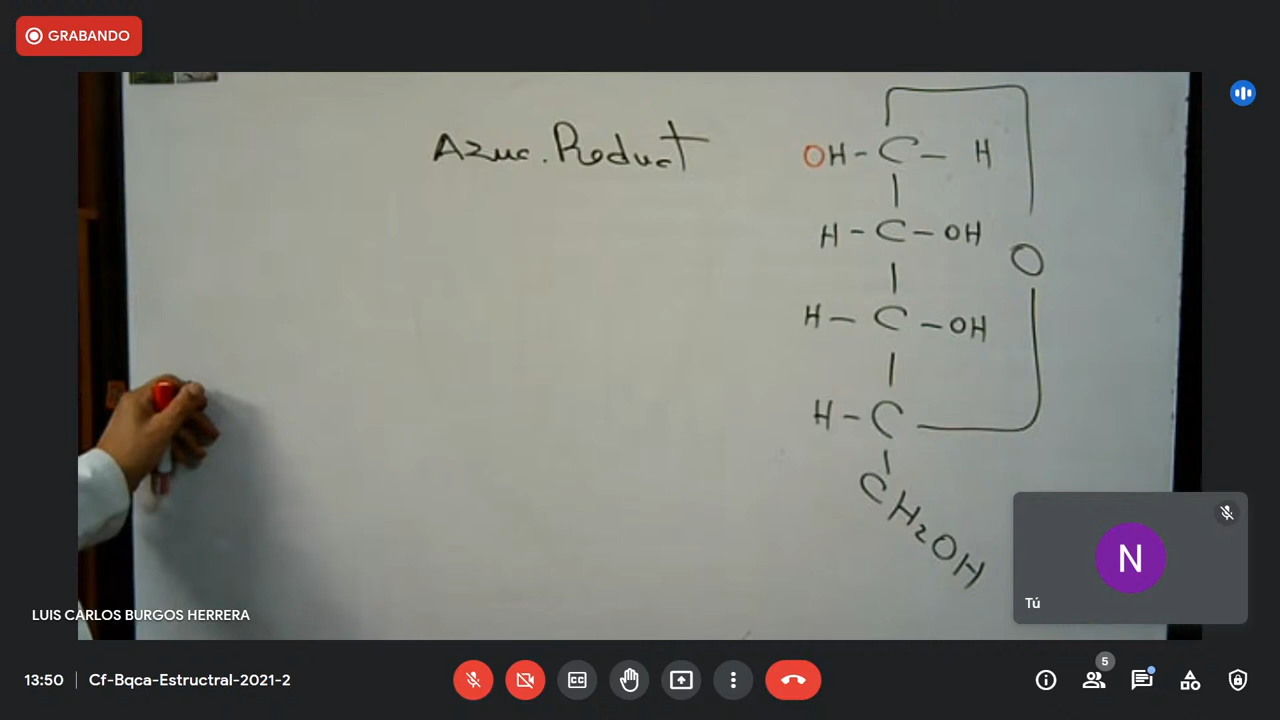 GRABANDO
Azuc. Reduct
OH - C - H
H - C - OH
O
H - C - OH
H - C
CH2OH
N
Tú
LUIS CARLOS BURGOS HERRERA
13:50 | Cf-Bqca-Estructral-2021-2
5